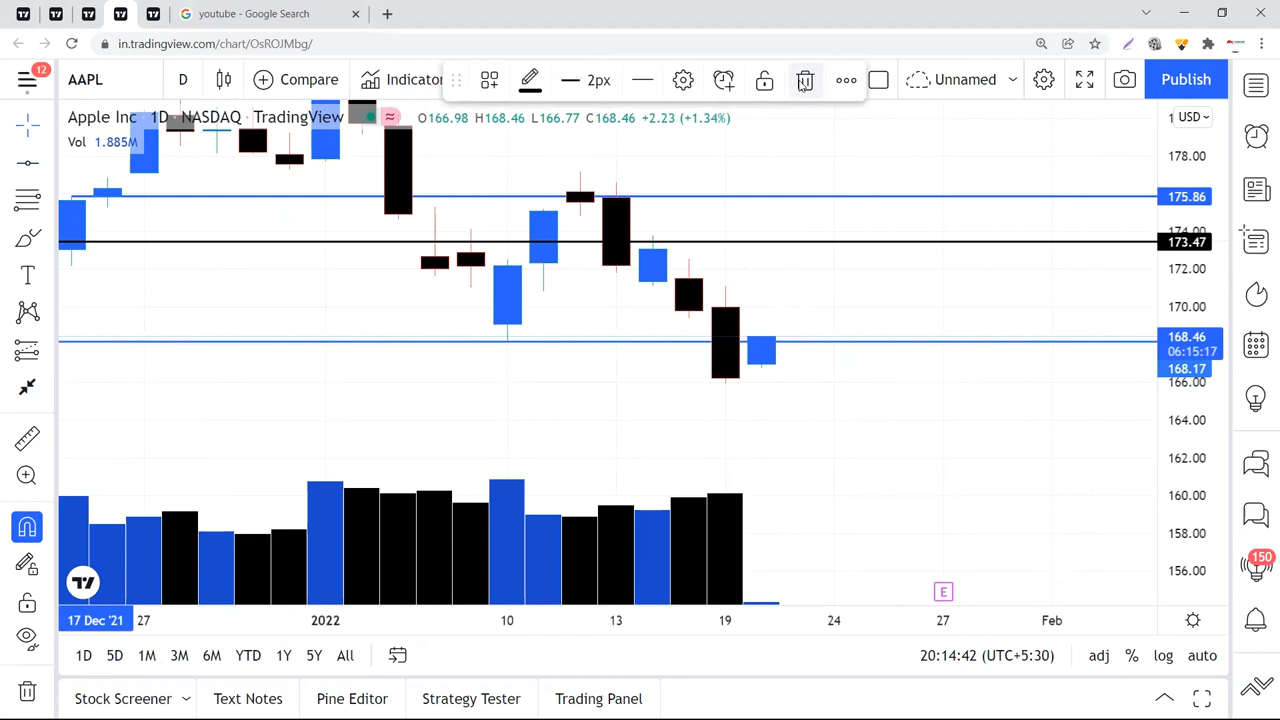 youtube - Google Search
in.tradingview.com/chart/OsROJMbg/
12
AAPL
D
Compare
Indicator
2px
Unnamed
Publish
Apple Inc · 1D · NASDAQ · TradingView
O166.98 H168.46 L166.77 C168.46 +2.23 (+1.34%)
USD
Vol 1.885M
178.00
175.86
174.00
173.47
172.00
170.00
168.46
06:15:17
168.17
166.00
164.00
162.00
160.00
158.00
156.00
150
E
17 Dec '21
27
2022
10
13
19
24
27
Feb
1D
5D
1M
3M
6M
YTD
1Y
5Y
All
20:14:42 (UTC+5:30)
adj
%
log
auto
Stock Screener
Text Notes
Pine Editor
Strategy Tester
Trading Panel